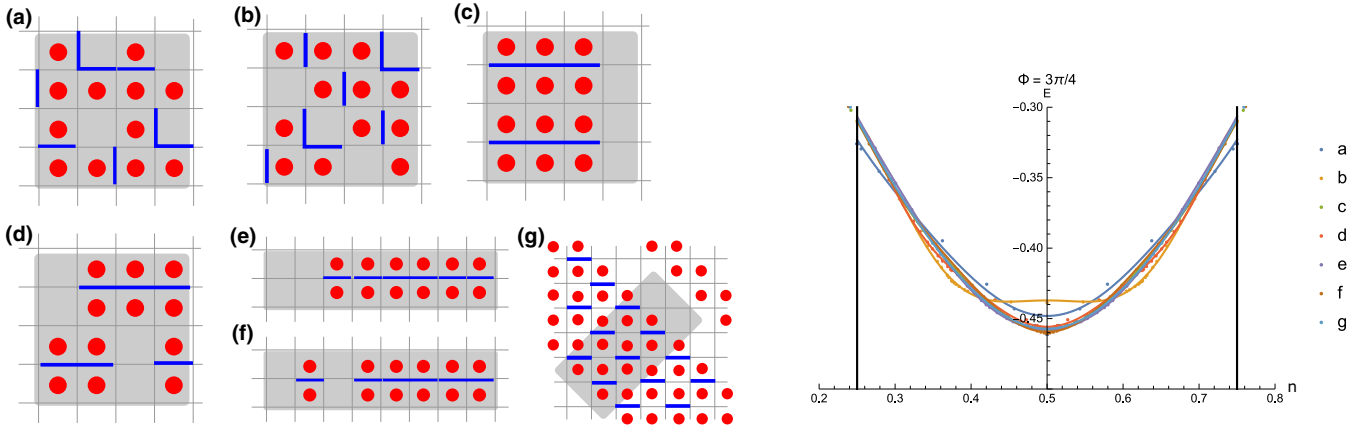 (a)
(b)
(c)
(d)
(e)
(f)
(g)
Φ = 3π/4
E
-0.30
-0.35
-0.40
-0.45
0.2
0.3
0.4
0.5
0.6
0.7
0.8
n
a
b
c
d
e
f
g